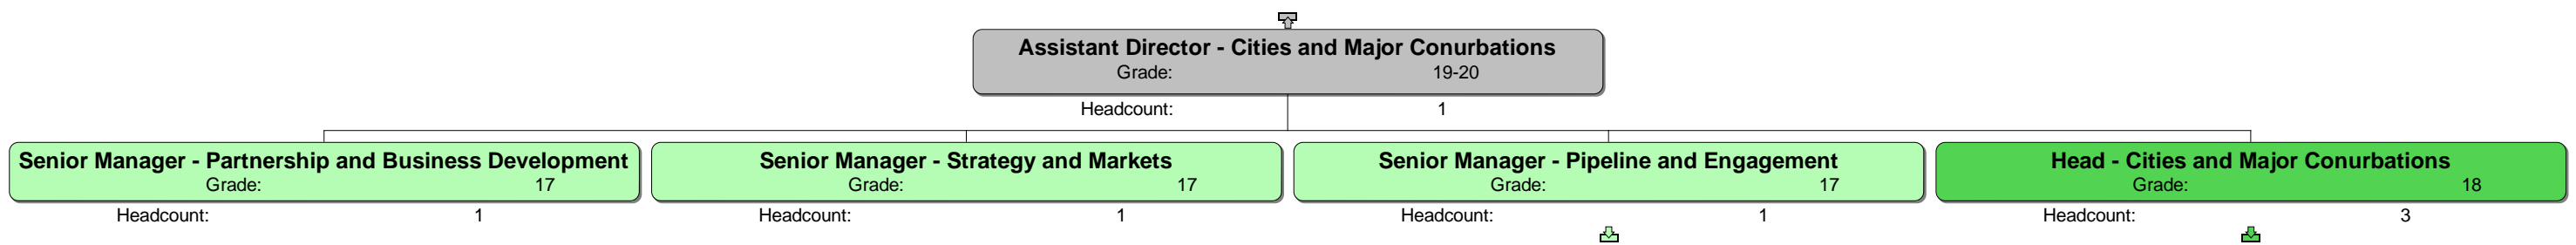 Assistant Director - Cities and Major Conurbations
Grade: 19-20
Headcount: 1
Senior Manager - Partnership and Business Development
Grade: 17
Headcount: 1
Senior Manager - Strategy and Markets
Grade: 17
Headcount: 1
Senior Manager - Pipeline and Engagement
Grade: 17
Headcount: 1
Head - Cities and Major Conurbations
Grade: 18
Headcount: 3